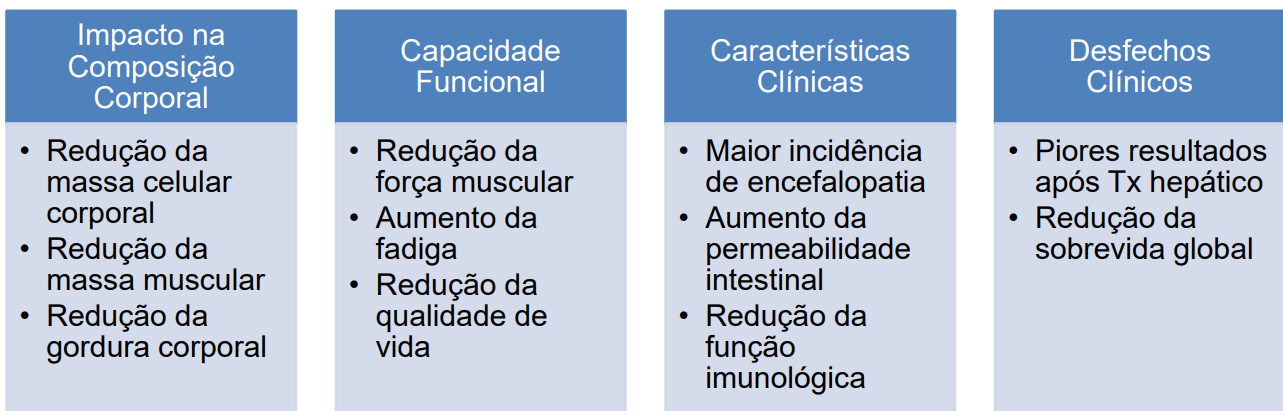 Impacto na
Composição
Corporal
• Redução da
massa celular
corporal
• Redução da
massa muscular
• Redução da
gordura corporal
Capacidade
Funcional
• Redução da
força muscular
• Aumento da
fadiga
• Redução da
qualidade de
vida
Características
Clínicas
• Maior incidência
de encefalopatia
• Aumento da
permeabilidade
intestinal
• Redução da
função
imunológica
Desfechos
Clínicos
• Piores resultados
após Tx hepático
• Redução da
sobrevida global